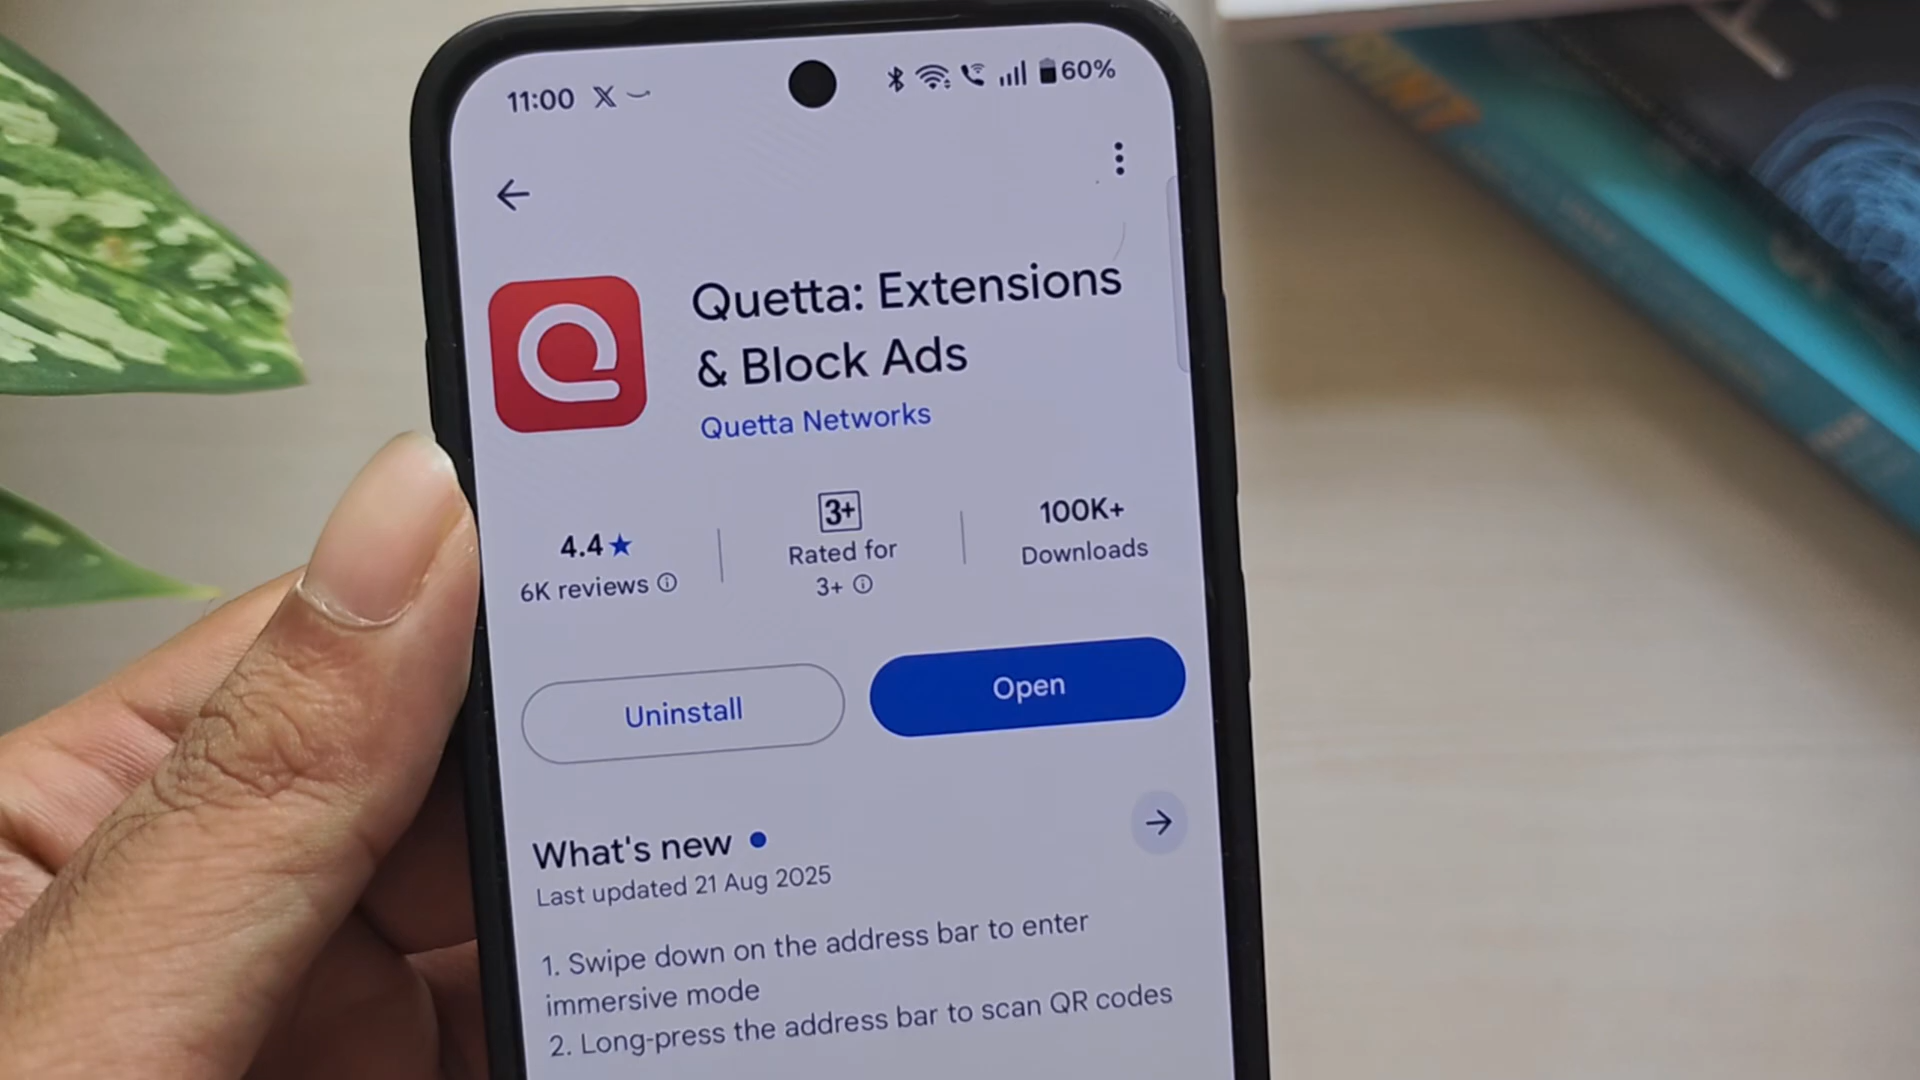 11:00
60%
Quetta: Extensions
& Block Ads
Quetta Networks
4.4★
6K reviews
3+
Rated for
3+
100K+
Downloads
Uninstall
Open
What's new
Last updated 21 Aug 2025
1. Swipe down on the address bar to enter
immersive mode
2. Long-press the address bar to scan QR codes